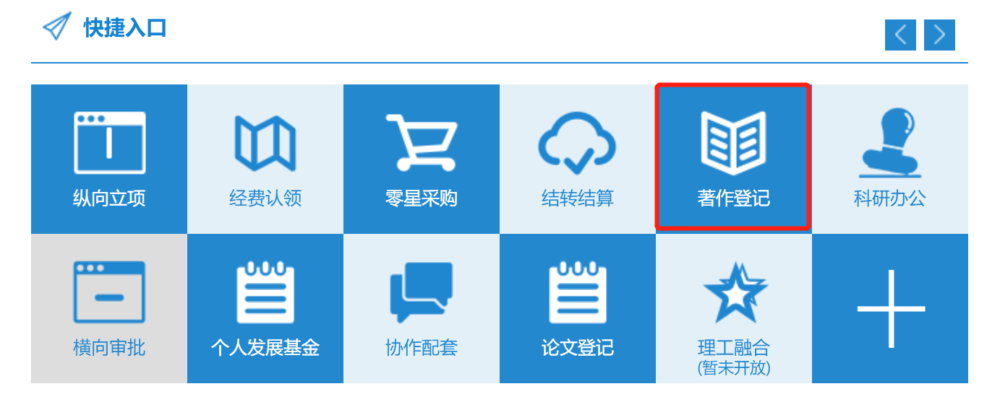 快捷入口
纵向立项
经费认领
零星采购
结转结算
著作登记
科研办公
横向审批
个人发展基金
协作配套
论文登记
理工融合
(暂未开放)